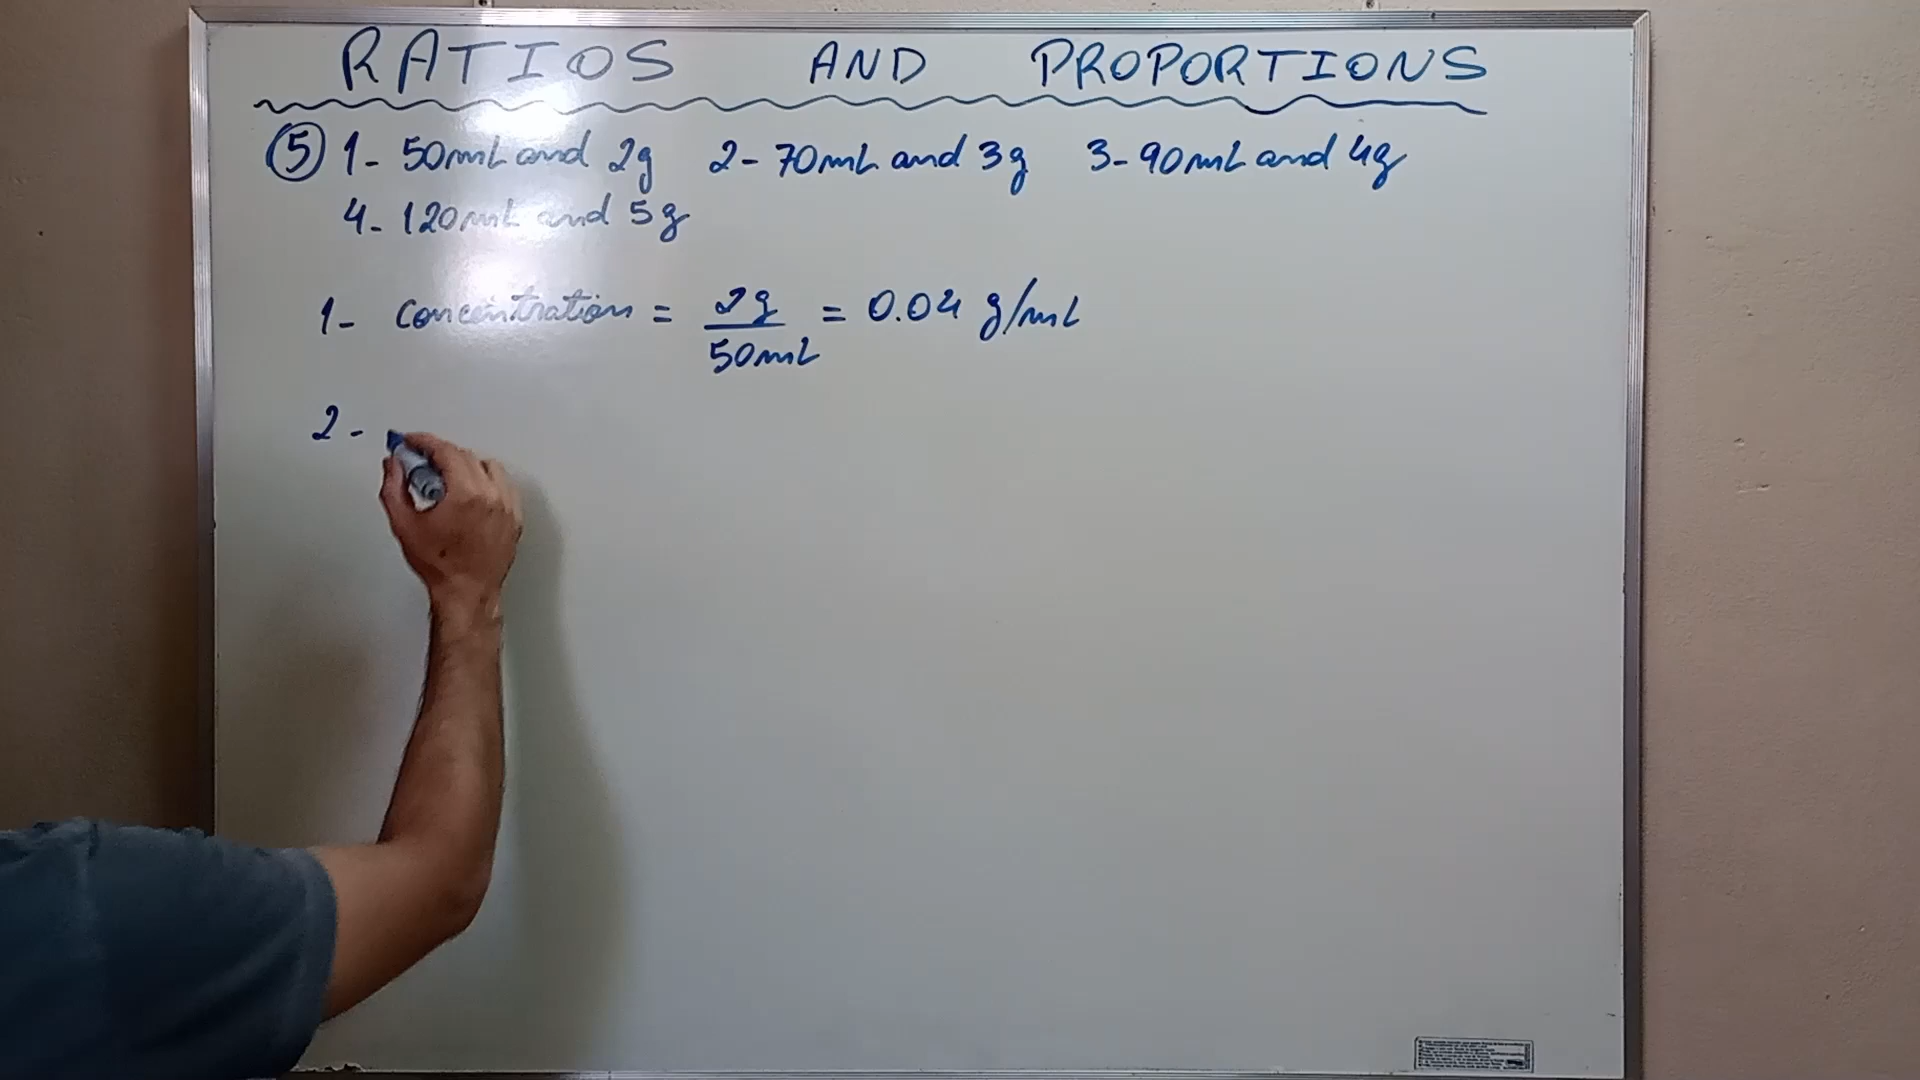 RATIOS AND PROPORTIONS
⑤ 1- 50mL and 2g 2- 70mL and 3g 3- 90mL and 4g
4- 120mL and 5g
1- concentration = 2g/50mL = 0.04 g/mL
2-